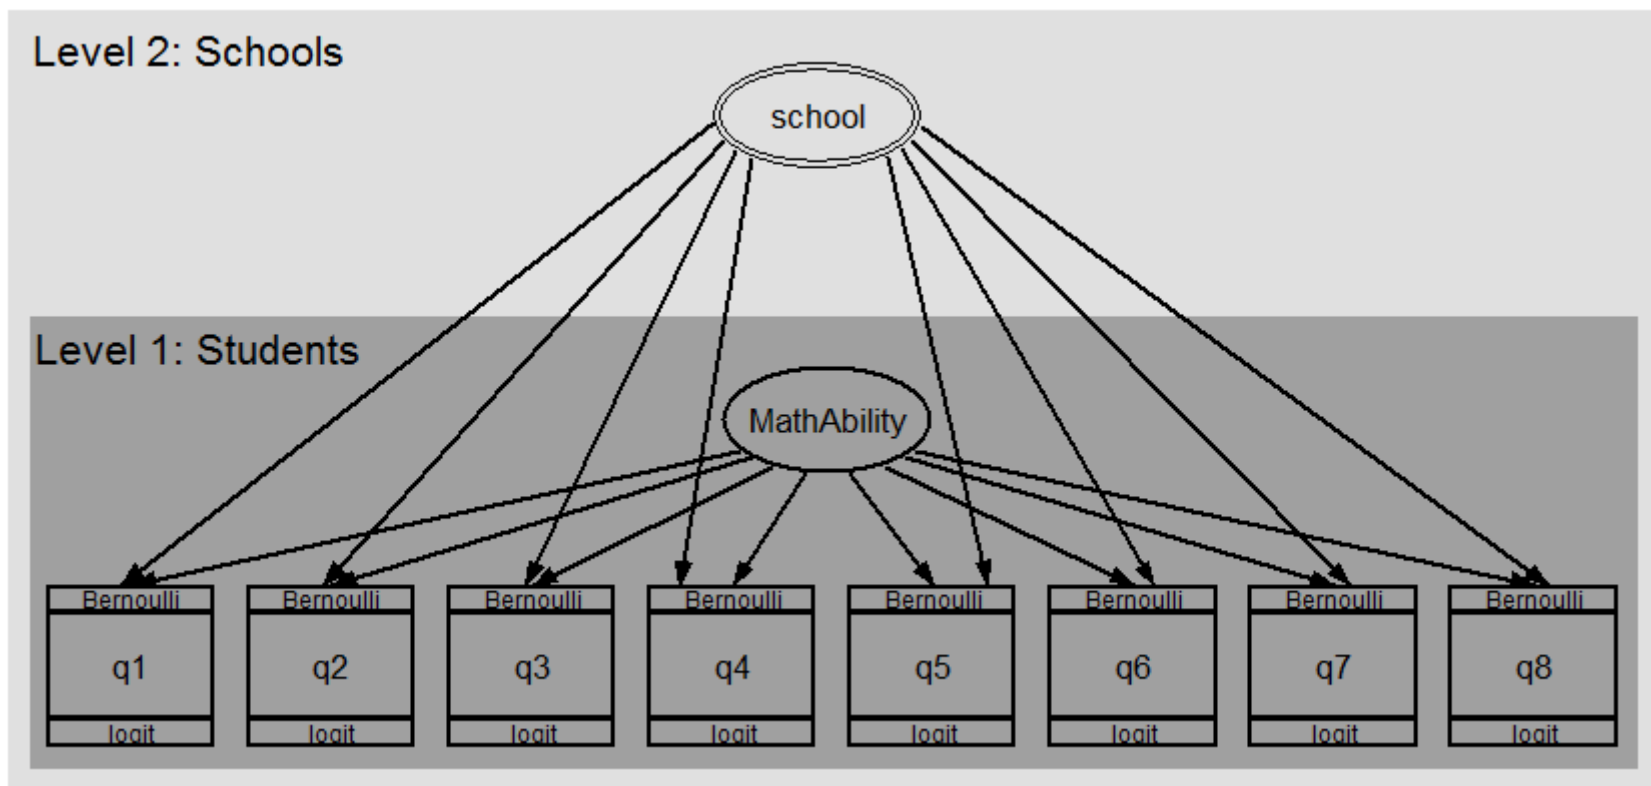 Level 2: Schools
school
Level 1: Students
MathAbility
Bernoulli Bernoulli Bernoulli Bernoulli Bernoulli Bernoulli Bernoulli Bernoulli
q1 q2 q3 q4 q5 q6 q7 q8
logit logit logit logit logit logit logit logit